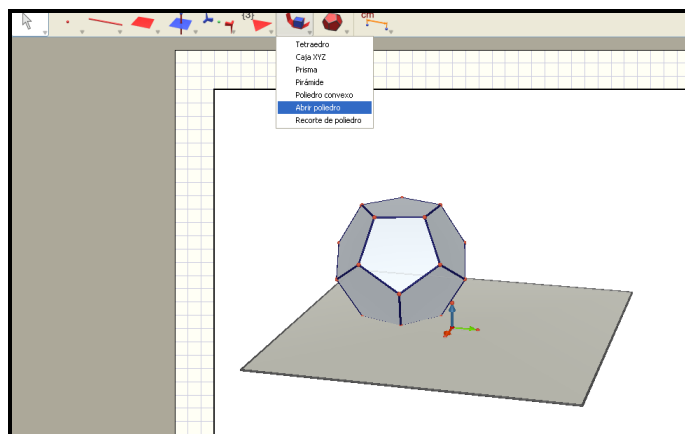 {3}
cm
Tetraedro
Caja XYZ
Prisma
Pirámide
Poliedro convexo
Abrir poliedro
Recorte de poliedro